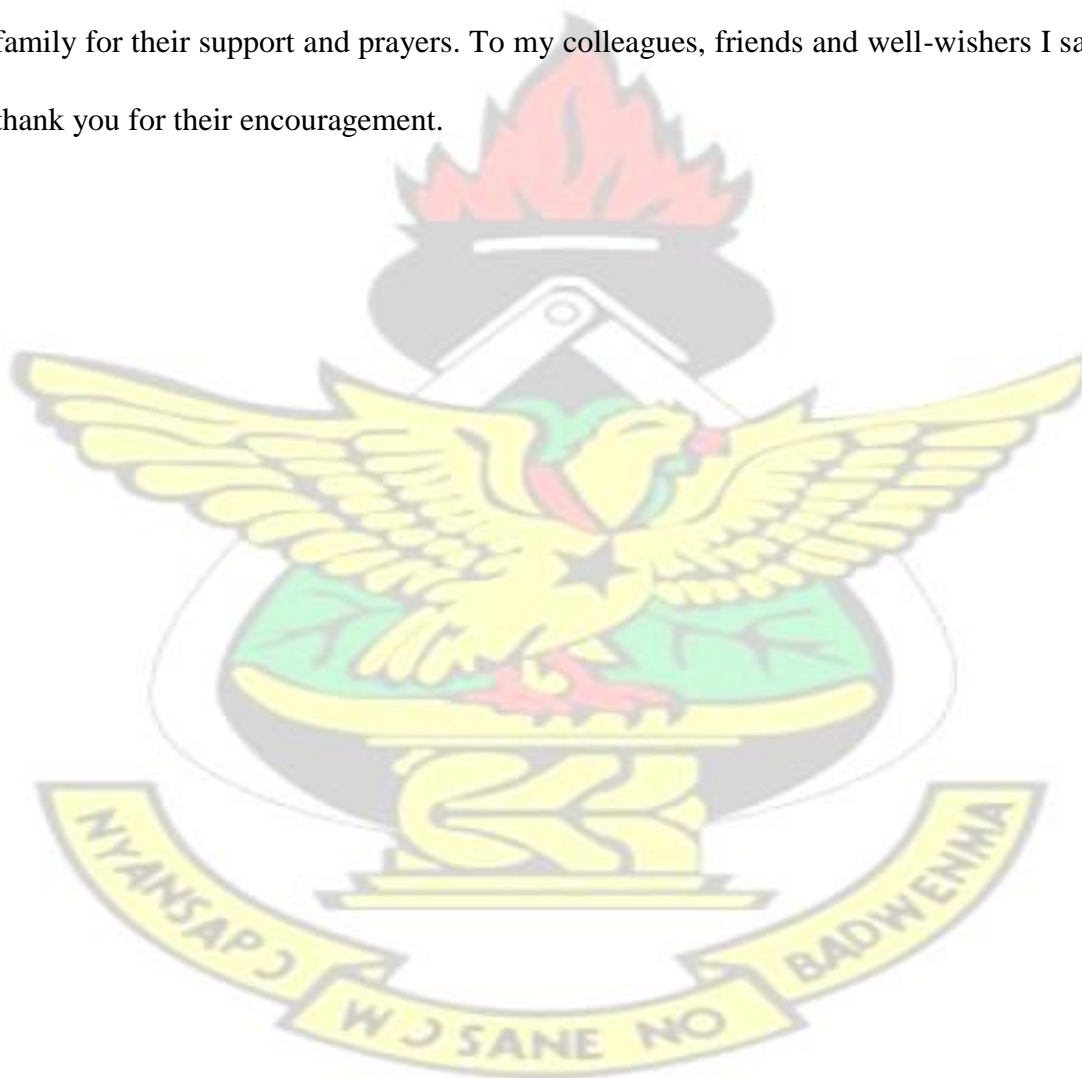 family for their support and prayers. To my colleagues, friends and well-wishers I sa
thank you for their encouragement.
NYANSAPƆ
WƆ SANE NO
BADWENMA